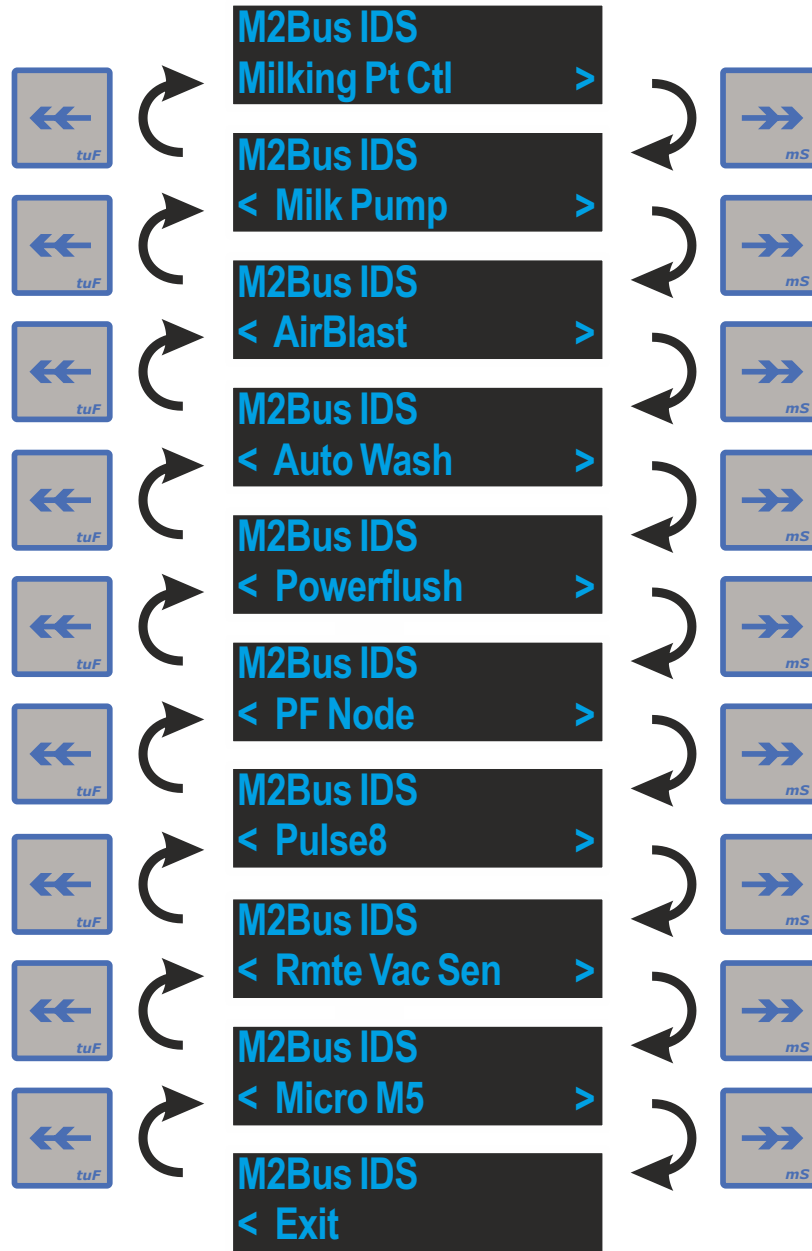 M2Bus IDS
Milking Pt Ctl >
tuF
mS
M2Bus IDS
< Milk Pump >
tuF
mS
M2Bus IDS
< AirBlast >
tuF
mS
M2Bus IDS
< Auto Wash >
tuF
mS
M2Bus IDS
< Powerflush >
tuF
mS
M2Bus IDS
< PF Node >
tuF
mS
M2Bus IDS
< Pulse8 >
tuF
mS
M2Bus IDS
< Rmte Vac Sen >
tuF
mS
M2Bus IDS
< Micro M5 >
tuF
mS
M2Bus IDS
< Exit